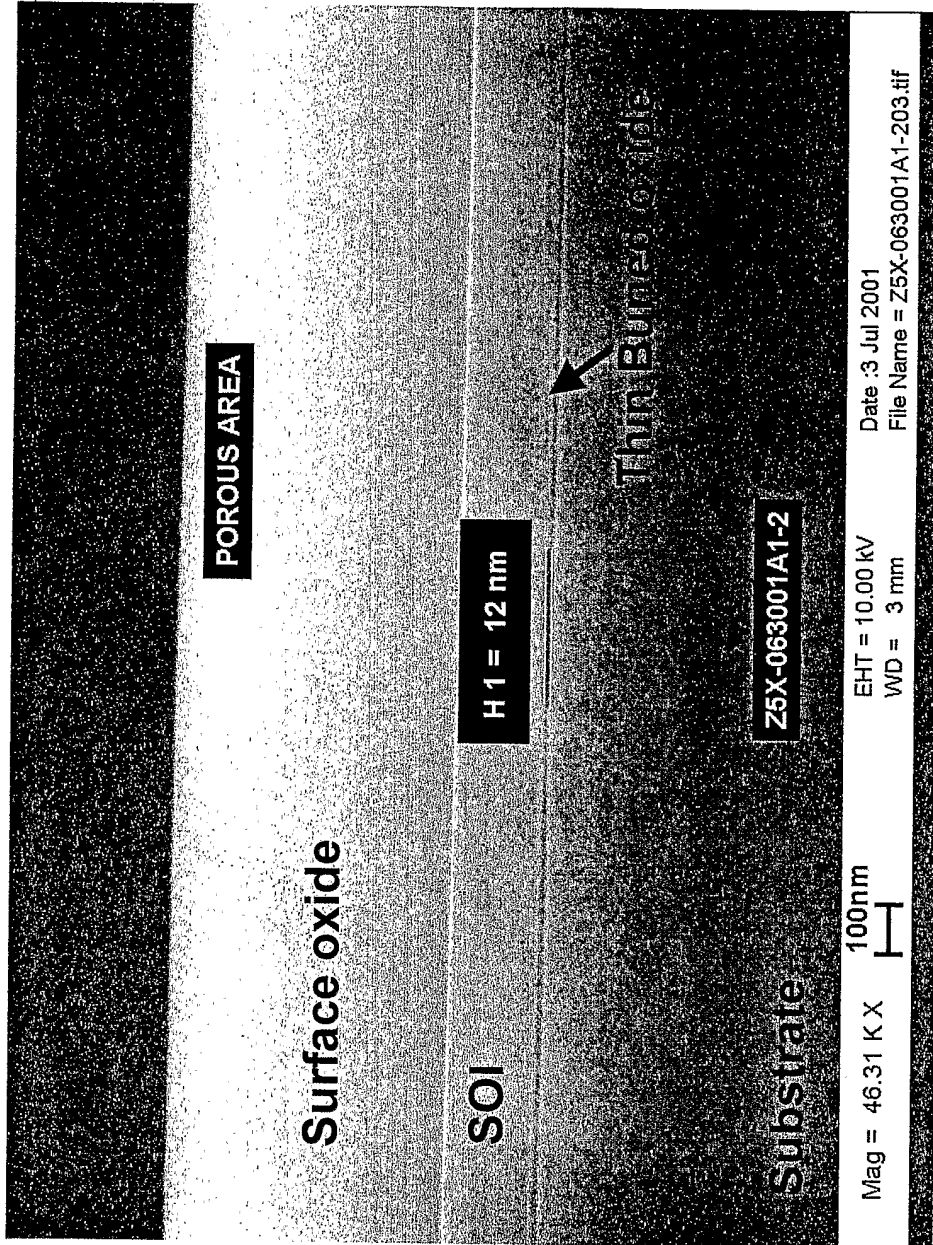 POROUS AREA
Surface oxide
SOI
H 1 = 12 nm
Thin Buried oxide
Z5X-063001A1-2
Substrate
Mag = 46.31 K X
100nm
EHT = 10.00 kV
WD = 3 mm
Date :3 Jul 2001
File Name = Z5X-063001A1-203.tif